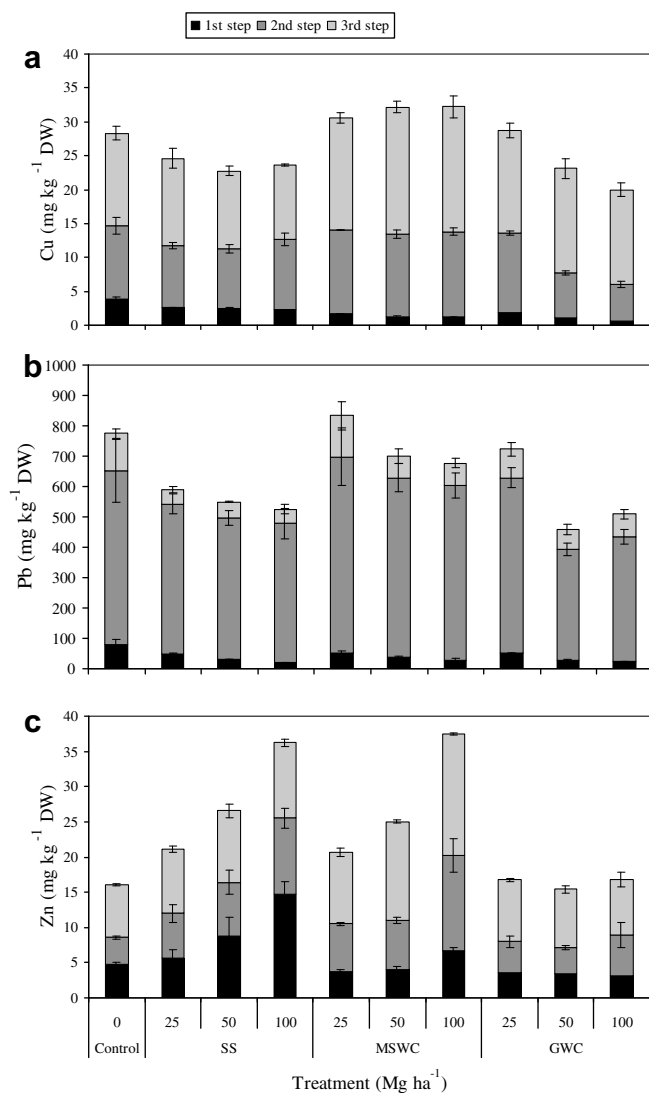 1st step 2nd step 3rd step
a
40
35
30
25
20
15
10
5
0
Cu (mg kg⁻¹ DW)
b
1000
900
800
700
600
500
400
300
200
100
0
Pb (mg kg⁻¹ DW)
c
40
35
30
25
20
15
10
5
0
Zn (mg kg⁻¹ DW)
0 25 50 100 25 50 100 25 50 100
Control SS MSWC GWC
Treatment (Mg ha⁻¹)